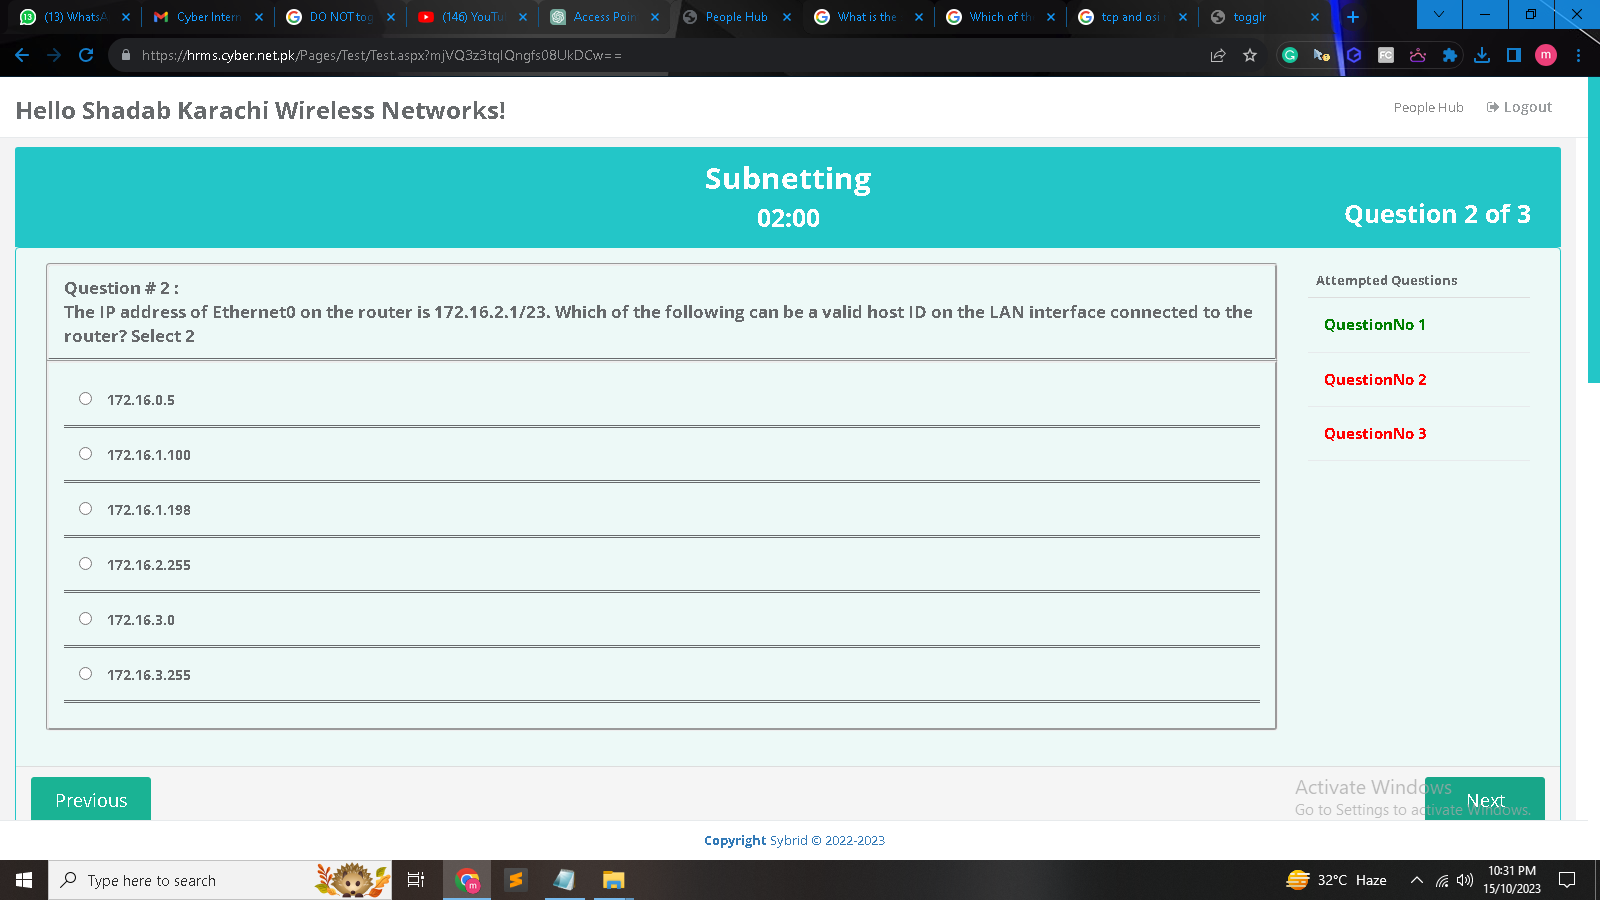 (13) WhatsA
Cyber Intern
DO NOT tog
(146) YouTu
Access Poin
People Hub
What is the
Which of th
tcp and osi
togglr
https://hrms.cyber.net.pk/Pages/Test/Test.aspx?mjVQ3z3tqlQngfs08UkDCw==
Hello Shadab Karachi Wireless Networks!
People Hub
Logout
Subnetting
02:00
Question 2 of 3
Question # 2 :
The IP address of Ethernet0 on the router is 172.16.2.1/23. Which of the following can be a valid host ID on the LAN interface connected to the
router? Select 2
172.16.0.5
172.16.1.100
172.16.1.198
172.16.2.255
172.16.3.0
172.16.3.255
Attempted Questions
QuestionNo 1
QuestionNo 2
QuestionNo 3
Previous
Next
Activate Windows
Go to Settings to activate Windows.
Copyright Sybrid © 2022-2023
Type here to search
32°C Haze
10:31 PM
15/10/2023